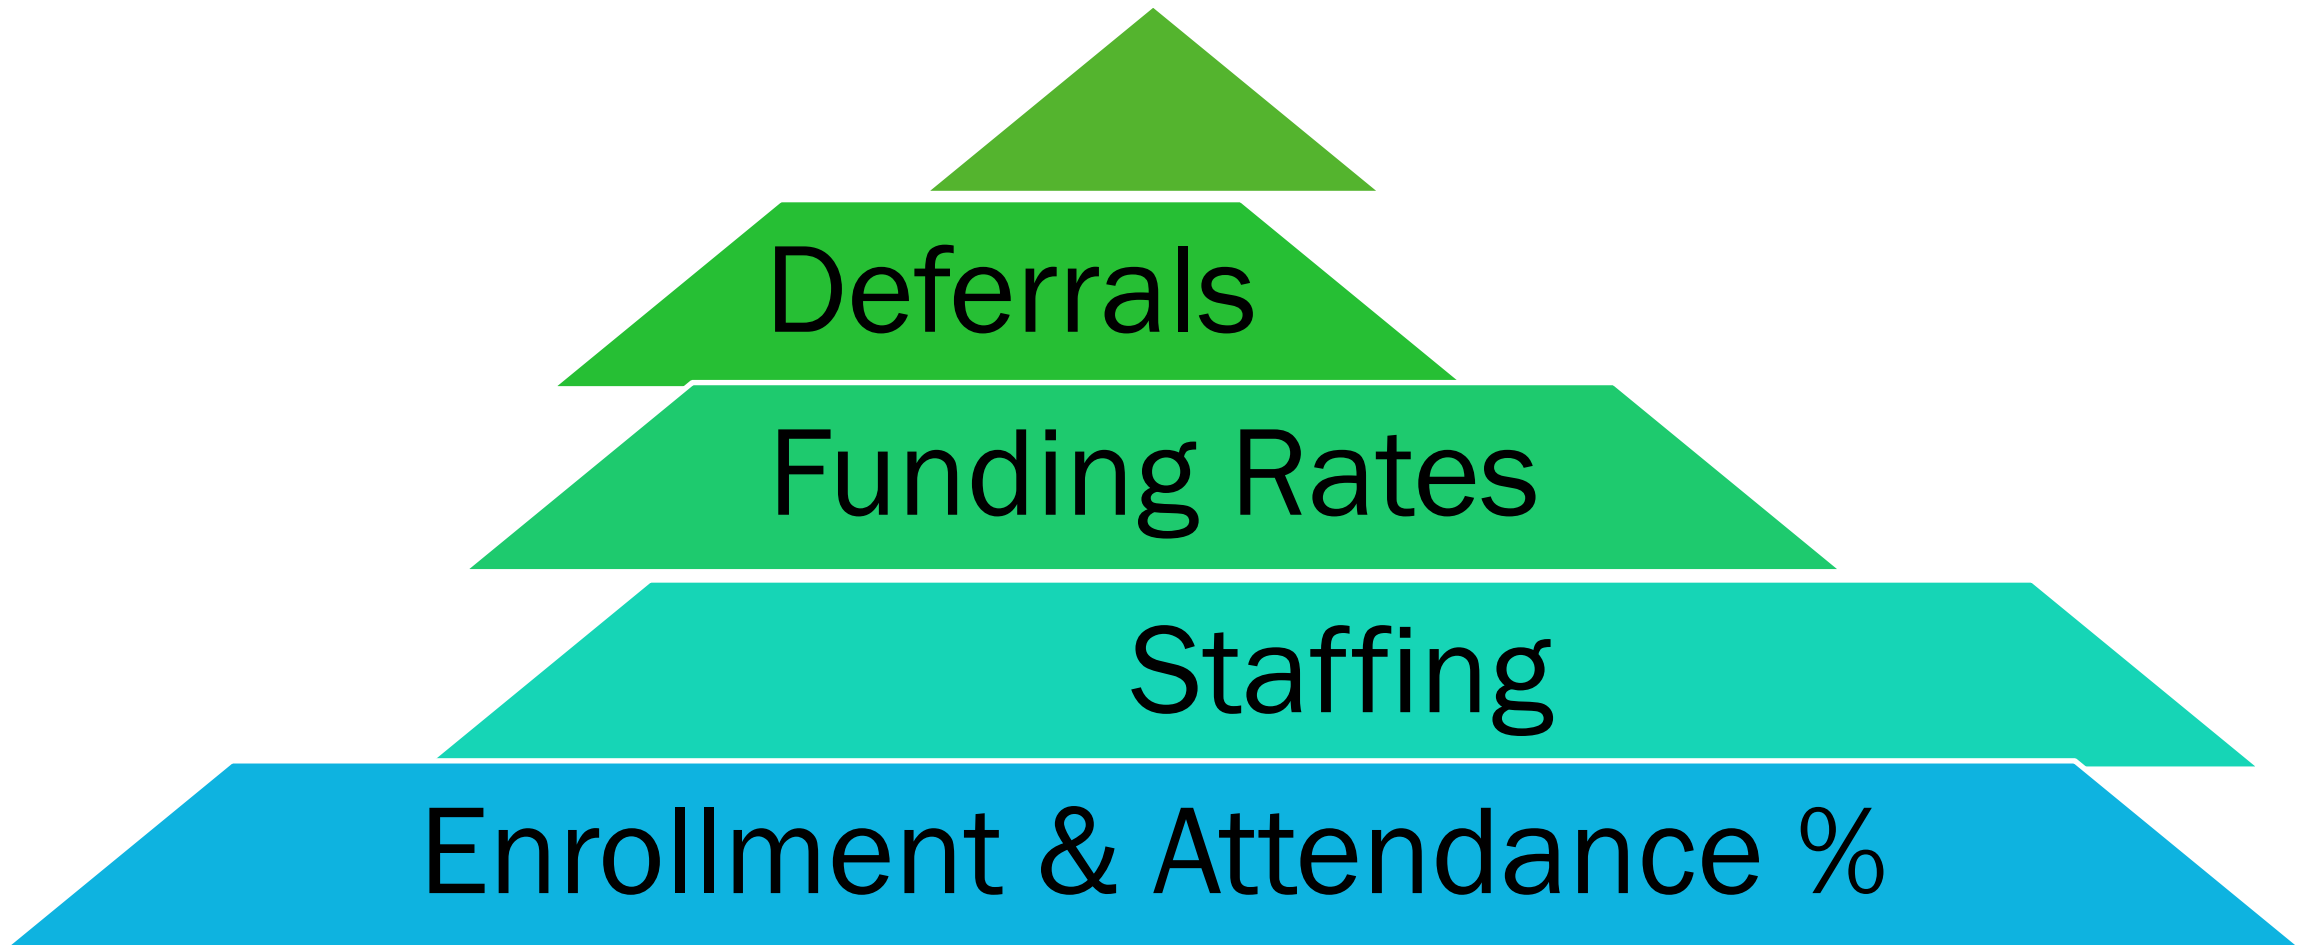 Deferrals
Funding Rates
Staffing
Enrollment & Attendance %